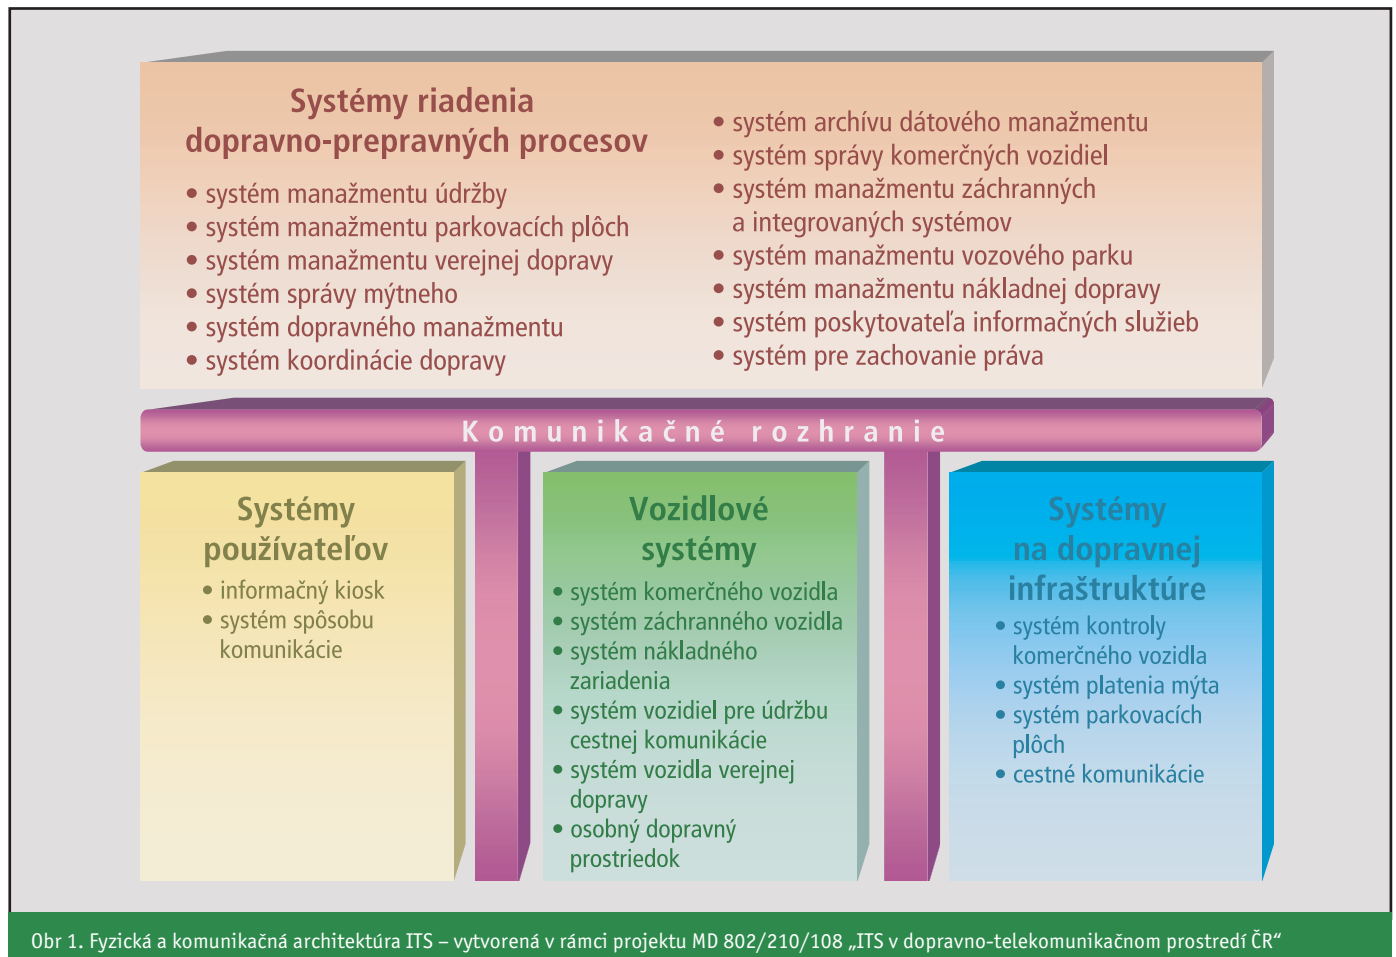 Systémy riadenia
dopravno-prepravných procesov
• systém manažmentu údržby
• systém manažmentu parkovacích plôch
• systém manažmentu verejnej dopravy
• systém správy mýtneho
• systém dopravného manažmentu
• systém koordinácie dopravy
• systém archívu dátového manažmentu
• systém správy komerčných vozidiel
• systém manažmentu záchranných
a integrovaných systémov
• systém manažmentu vozového parku
• systém manažmentu nákladnej dopravy
• systém poskytovateľa informačných služieb
• systém pre zachovanie práva
Komunikačné rozhranie
Systémy
používateľov
• informačný kiosk
• systém spôsobu
komunikácie
Vozidlové
systémy
• systém komerčného vozidla
• systém záchranného vozidla
• systém nákladného
zariadenia
• systém vozidiel pre údržbu
cestnej komunikácie
• systém vozidla verejnej
dopravy
• osobný dopravný
prostriedok
Systémy
na dopravnej
infraštruktúre
• systém kontroly
komerčného vozidla
• systém platenia mýta
• systém parkovacích
plôch
• cestné komunikácie
Obr 1. Fyzická a komunikačná architektúra ITS – vytvorená v rámci projektu MD 802/210/108 „ITS v dopravno-telekomunikačnom prostredí ČR“